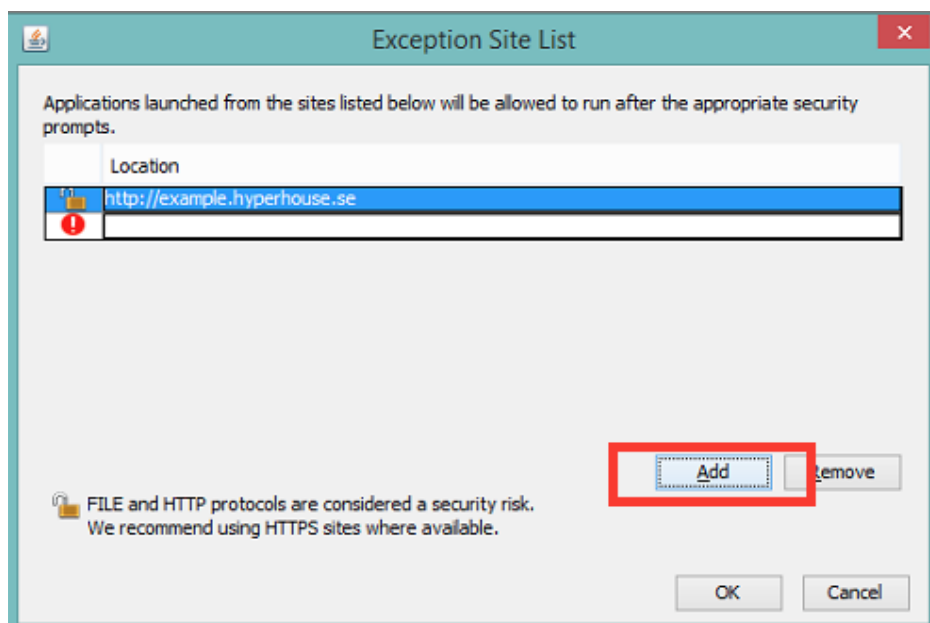 Exception Site List
Applications launched from the sites listed below will be allowed to run after the appropriate security
prompts.
Location
http://example.hyperhouse.se
Add
Remove
FILE and HTTP protocols are considered a security risk.
We recommend using HTTPS sites where available.
OK
Cancel